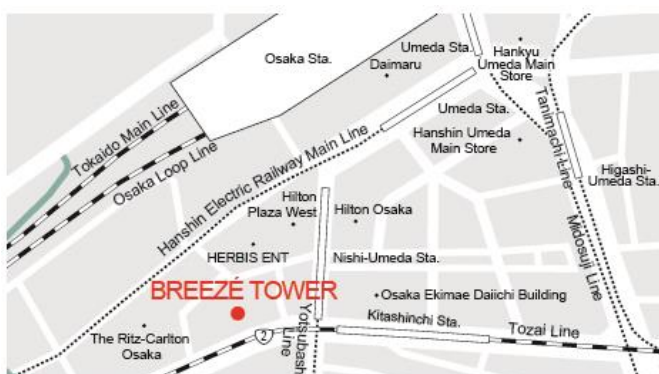 Osaka Sta.
Umeda Sta.
Daimaru
Hankyu
Umeda Main
Store
Tokaido Main Line
Osaka Loop Line
Hanshin Electric Railway Main Line
Umeda Sta.
Hanshin Umeda
Main Store
Tanimachi Line
Higashi-
Umeda Sta.
Midosuji Line
Hilton
Plaza West
Hilton Osaka
HERBIS ENT
Nishi-Umeda Sta.
BREEZE TOWER
Osaka Ekimae Daiichi Building
Kitashinchi Sta.
Tozai Line
Yotsubashi
Line
2
The Ritz-Carlton
Osaka